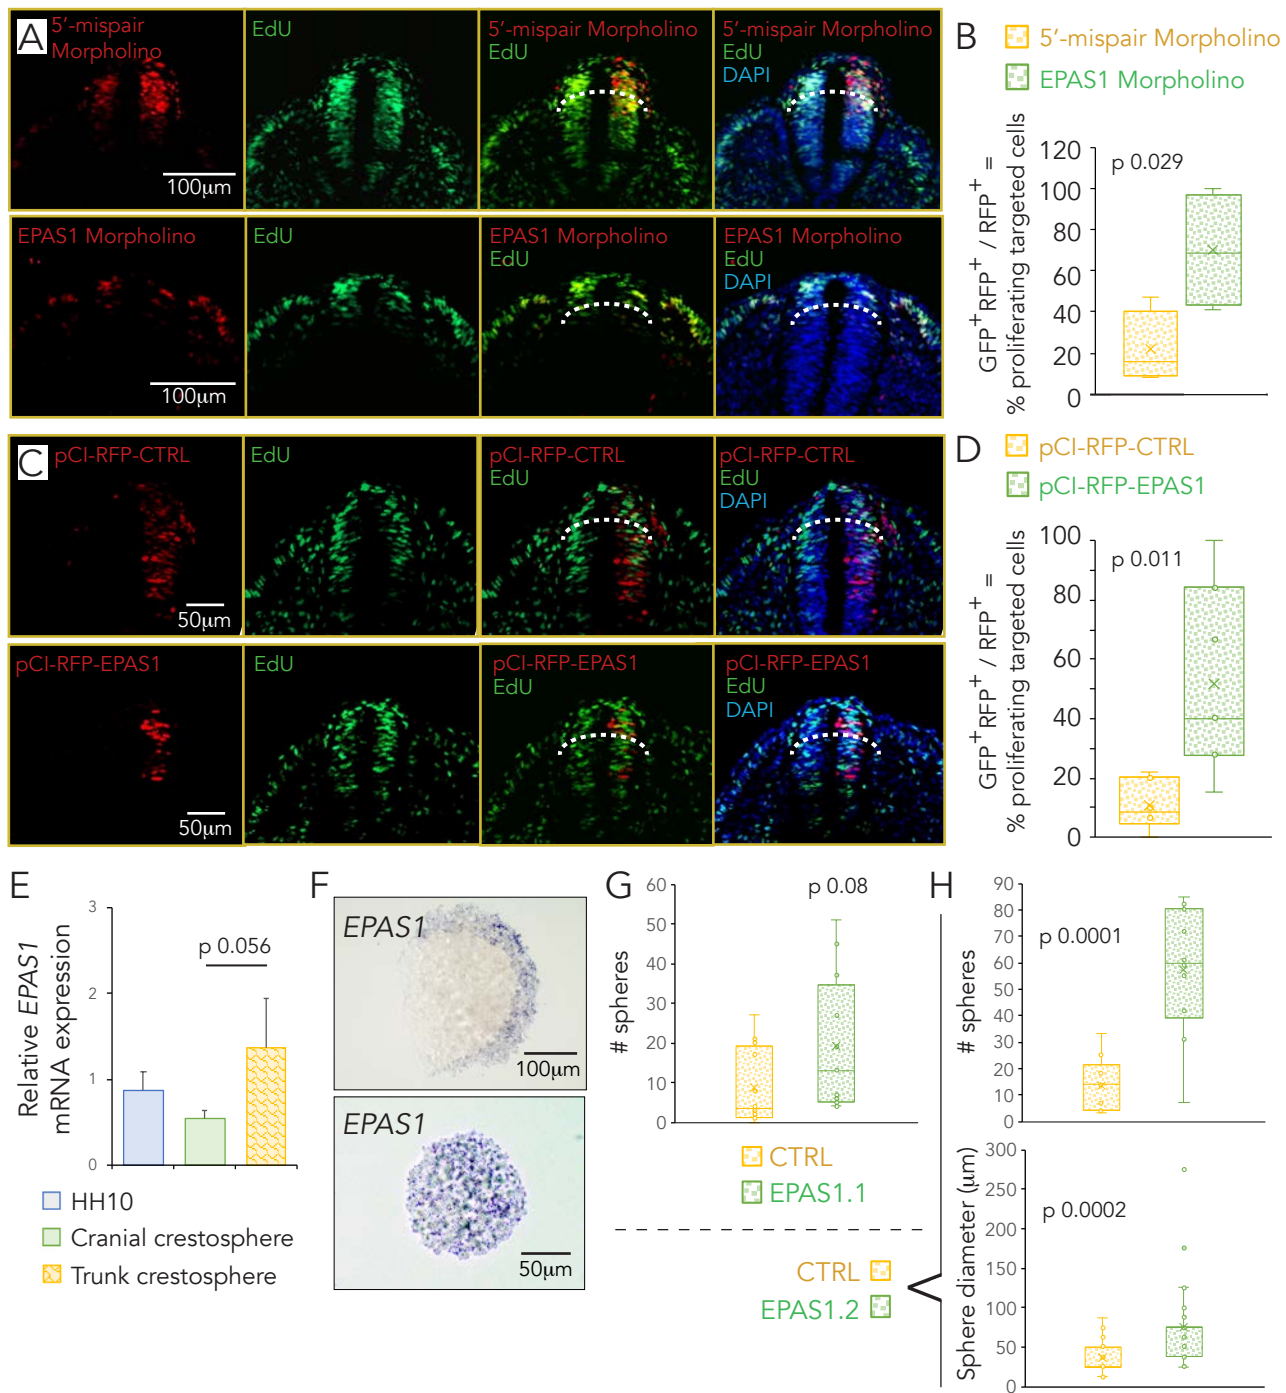 A
5'-mispair
Morpholino
EdU
5'-mispair Morpholino
EdU
5'-mispair Morpholino
EdU
DAPI
100μm
EPAS1 Morpholino
EdU
EPAS1 Morpholino
EdU
EPAS1 Morpholino
EdU
DAPI
100μm
B
5'-mispair Morpholino
EPAS1 Morpholino
GFP+RFP+ / RFP+ =
% proliferating targeted cells
p 0.029
120
100
80
60
40
20
0
C
pCI-RFP-CTRL
EdU
pCI-RFP-CTRL
EdU
pCI-RFP-CTRL
EdU
DAPI
50μm
pCI-RFP-EPAS1
EdU
pCI-RFP-EPAS1
EdU
pCI-RFP-EPAS1
EdU
DAPI
50μm
D
pCI-RFP-CTRL
pCI-RFP-EPAS1
GFP+RFP+ / RFP+ =
% proliferating targeted cells
p 0.011
100
80
60
40
20
0
E
Relative EPAS1
mRNA expression
3
2
1
0
p 0.056
HH10
Cranial crestosphere
Trunk crestosphere
F
EPAS1
100μm
EPAS1
50μm
G
# spheres
p 0.08
60
50
40
30
20
10
0
CTRL
EPAS1.1
CTRL
EPAS1.2
H
# spheres
p 0.0001
90
80
70
60
50
40
30
20
10
0
Sphere diameter (μm)
p 0.0002
300
250
200
150
100
50
0